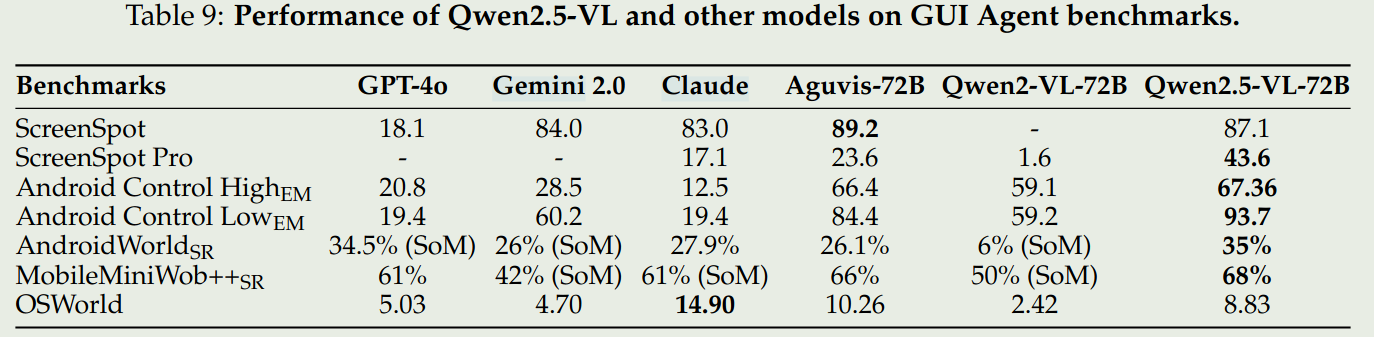 Table 9: Performance of Qwen2.5-VL and other models on GUI Agent benchmarks.
Benchmarks GPT-4o Gemini 2.0 Claude Aguvis-72B Qwen2-VL-72B Qwen2.5-VL-72B
ScreenSpot 18.1 84.0 83.0 89.2 - 87.1
ScreenSpot Pro - - 17.1 23.6 1.6 43.6
Android Control HighEM 20.8 28.5 12.5 66.4 59.1 67.36
Android Control LowEM 19.4 60.2 19.4 84.4 59.2 93.7
AndroidWorldSR 34.5% (SoM) 26% (SoM) 27.9% 26.1% 6% (SoM) 35%
MobileMiniWob++SR 61% 42% (SoM) 61% (SoM) 66% 50% (SoM) 68%
OSWorld 5.03 4.70 14.90 10.26 2.42 8.83